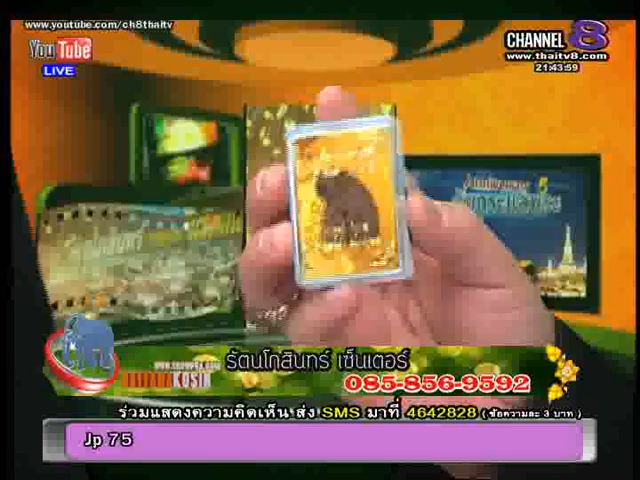 www.youtube.com/ch8thaitv
YouTube
LIVE
CHANNEL 8
www.thaitv8.com
21:43:59
รัตนโกสินทร์ เซ็นเตอร์
085-856-9592
ร่วมแสดงความคิดเห็น ส่ง SMS มาที่ 4642828 ( ข้อความละ 3 บาท )
Jp 75